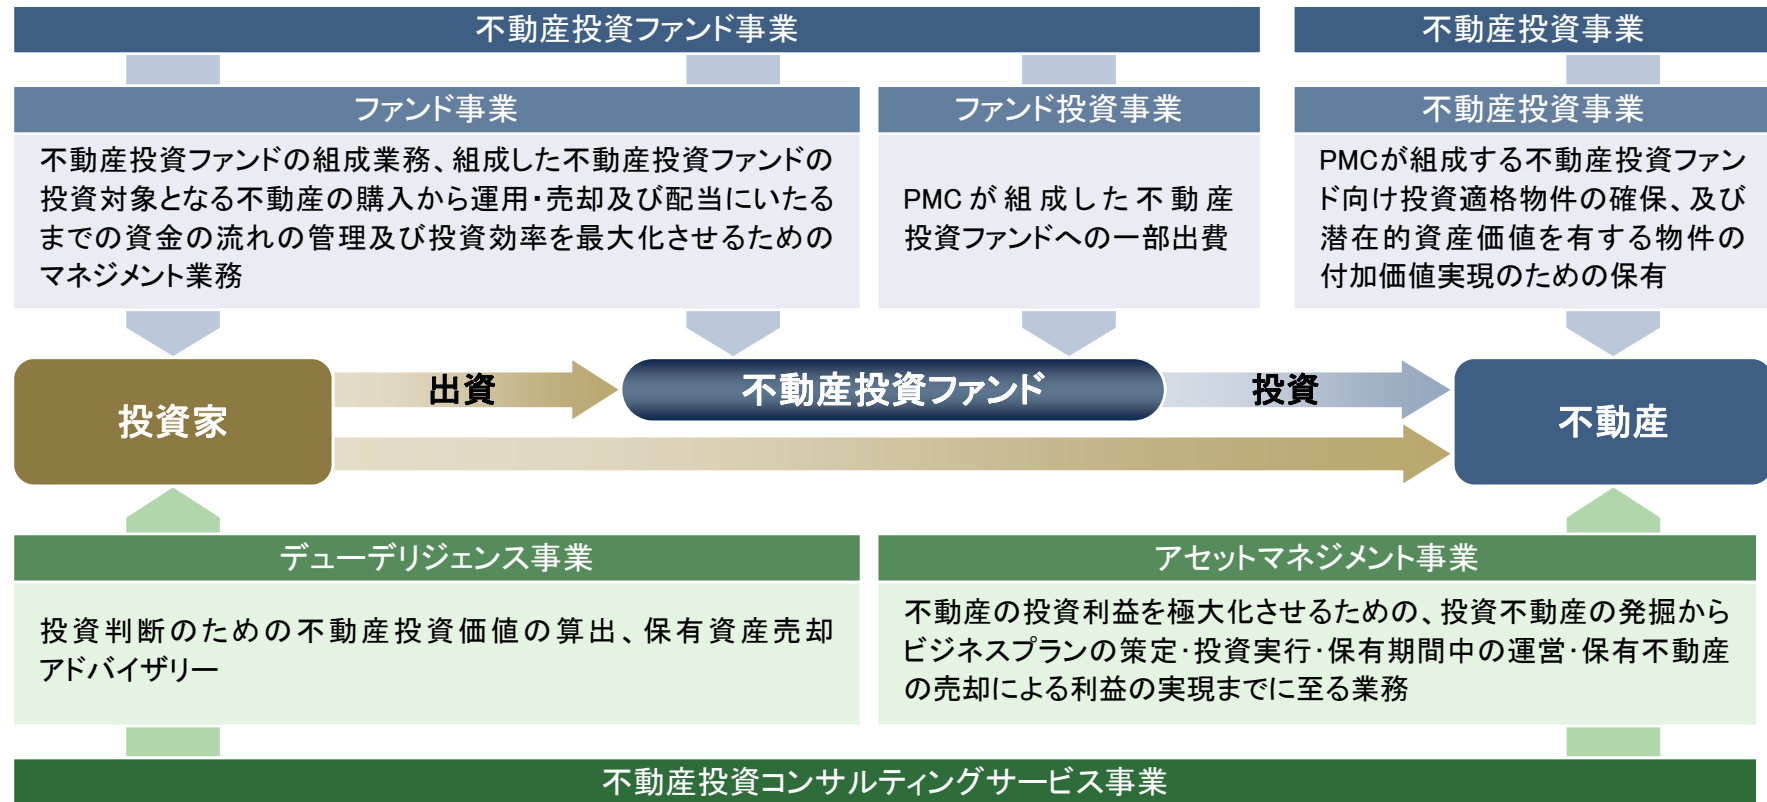 不動産投資ファンド事業
不動産投資事業
ファンド事業
不動産投資ファンドの組成業務、組成した不動産投資ファンドの
投資対象となる不動産の購入から運用・売却及び配当にいたる
までの資金の流れの管理及び投資効率を最大化させるための
マネジメント業務
ファンド投資事業
PMCが組成した不動産
投資ファンドへの一部出費
不動産投資事業
PMCが組成する不動産投資ファン
ド向け投資適格物件の確保、及び
潜在的資産価値を有する物件の
付加価値実現のための保有
投資家
出資
不動産投資ファンド
投資
不動産
デューデリジェンス事業
投資判断のための不動産投資価値の算出、保有資産売却
アドバイザリー
アセットマネジメント事業
不動産の投資利益を極大化させるための、投資不動産の発掘から
ビジネスプランの策定・投資実行・保有期間中の運営・保有不動産
の売却による利益の実現までに至る業務
不動産投資コンサルティングサービス事業